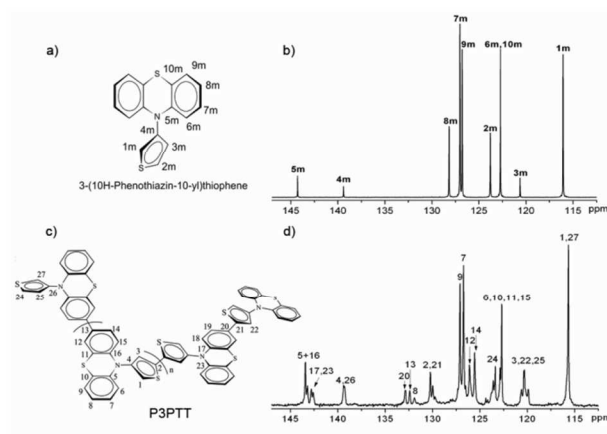 a)
S 10m 9m
8m
7m
N 5m 6m
4m
1m 3m
S 2m
3-(10H-Phenothiazin-10-yl)thiophene
b)
7m
9m
6m,10m
1m
8m
2m
5m
4m
3m
145 140 135 130 125 120 115 ppm
c)
27
S N S
24 25 26
13 14
12 15
11 16
S N 4 3 S
10 5 2 n
9 6 S 1
8 7
S
19 20 21 22
18
17
N S
23
S N S
P3PTT
d)
1,27
7
9
6,10,11,15
14
12
5+16
17,23
4,26
13
20
8
2,21
24
3,22,25
145 140 135 130 125 120 115 ppm